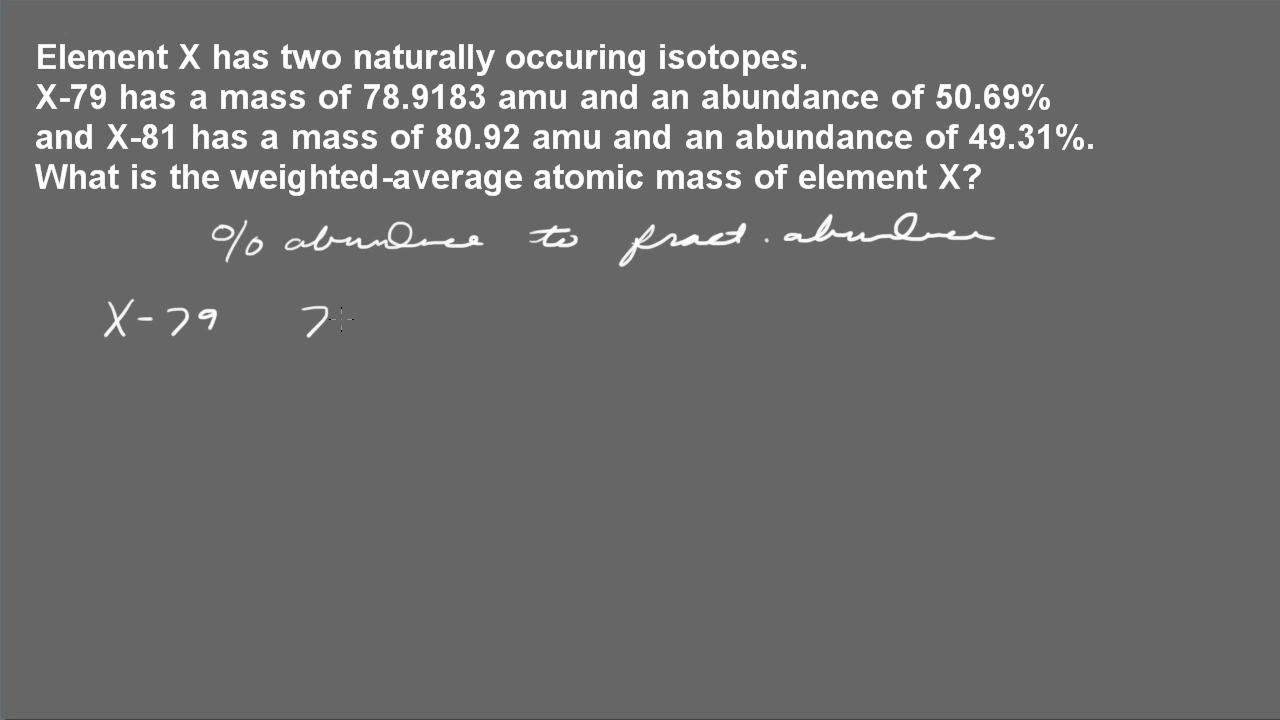 Element X has two naturally occuring isotopes.
X-79 has a mass of 78.9183 amu and an abundance of 50.69%
and X-81 has a mass of 80.92 amu and an abundance of 49.31%.
What is the weighted-average atomic mass of element X?
% abundance to fract. abundance
X-79 7